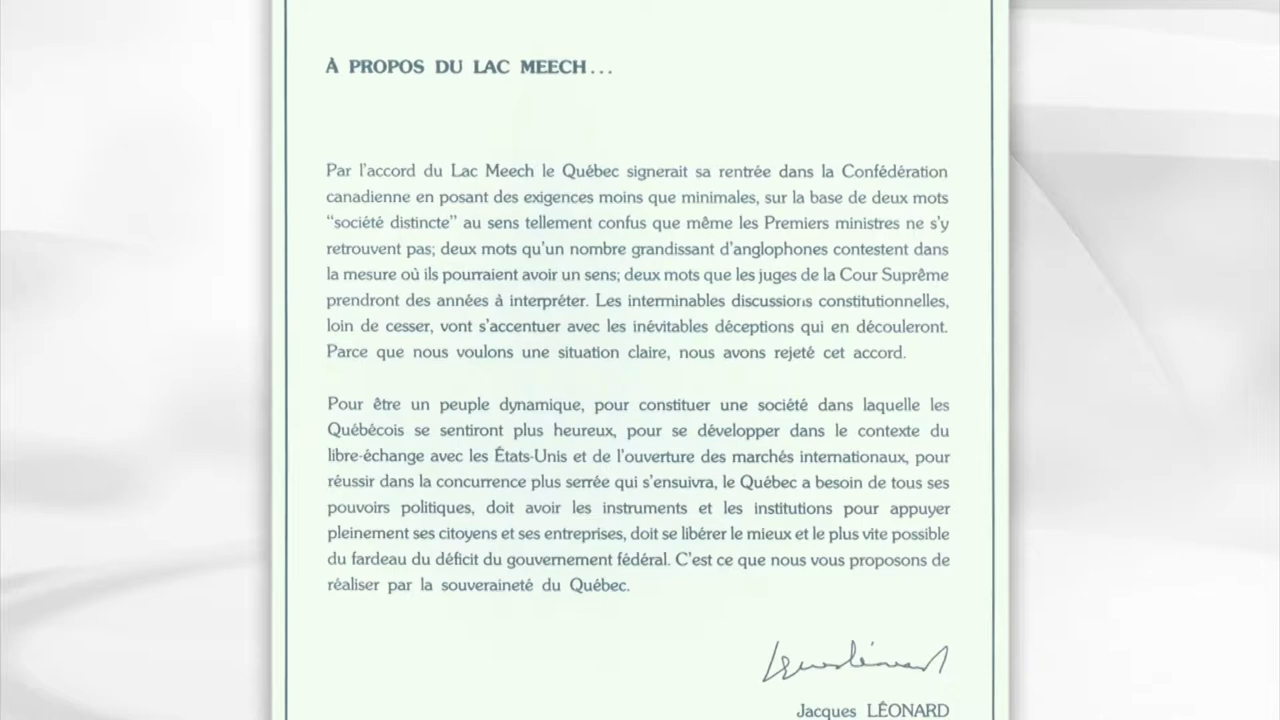 À PROPOS DU LAC MEECH...
Par l'accord du Lac Meech le Québec signerait sa rentrée dans la Confédération
canadienne en posant des exigences moins que minimales, sur la base de deux mots
"société distincte" au sens tellement confus que même les Premiers ministres ne s'y
retrouvent pas; deux mots qu'un nombre grandissant d'anglophones contestent dans
la mesure où ils pourraient avoir un sens; deux mots que les juges de la Cour Suprême
prendront des années à interpréter. Les interminables discussions constitutionnelles,
loin de cesser, vont s'accentuer avec les inévitables déceptions qui en découleront.
Parce que nous voulons une situation claire, nous avons rejeté cet accord.
Pour être un peuple dynamique, pour constituer une société dans laquelle les
Québécois se sentiront plus heureux, pour se développer dans le contexte du
libre-échange avec les États-Unis et de l'ouverture des marchés internationaux, pour
réussir dans la concurrence plus serrée qui s'ensuivra, le Québec a besoin de tous ses
pouvoirs politiques, doit avoir les instruments et les institutions pour appuyer
pleinement ses citoyens et ses entreprises, doit se libérer le mieux et le plus vite possible
du fardeau du déficit du gouvernement fédéral. C'est ce que nous vous proposons de
réaliser par la souveraineté du Québec.
Jacques LÉONARD